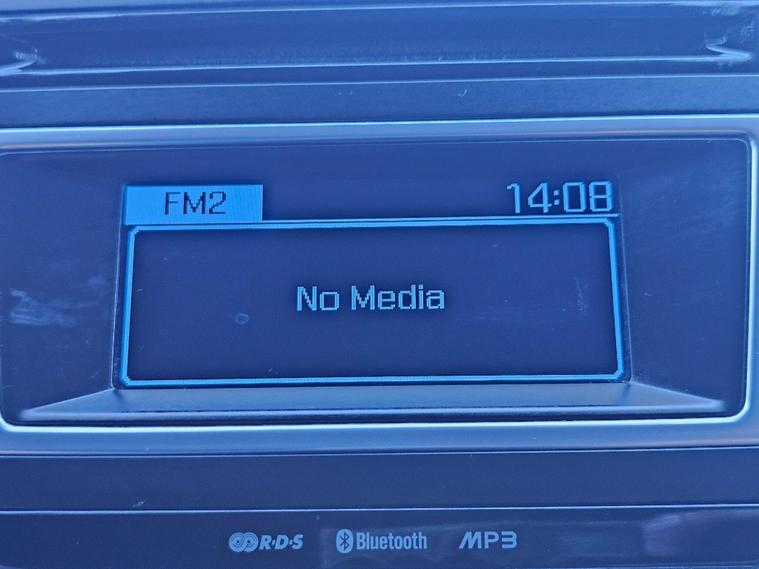 FM2 14:08
No Media
R·D·S Bluetooth MP3